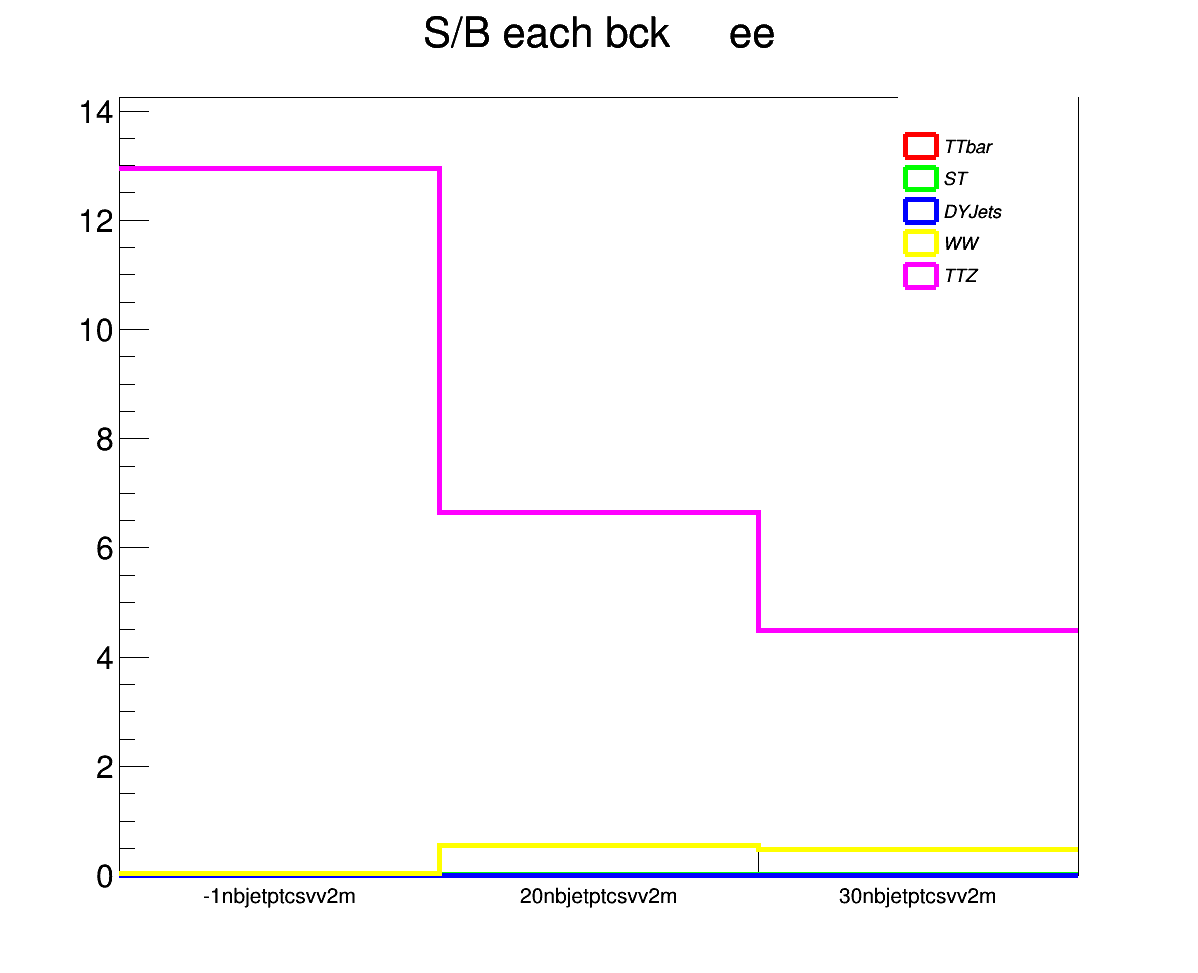 S/B each bck ee
14
12
10
8
6
4
2
0
TTbar
ST
DYJets
WW
TTZ
-1nbjetptcsvv2m 20nbjetptcsvv2m 30nbjetptcsvv2m